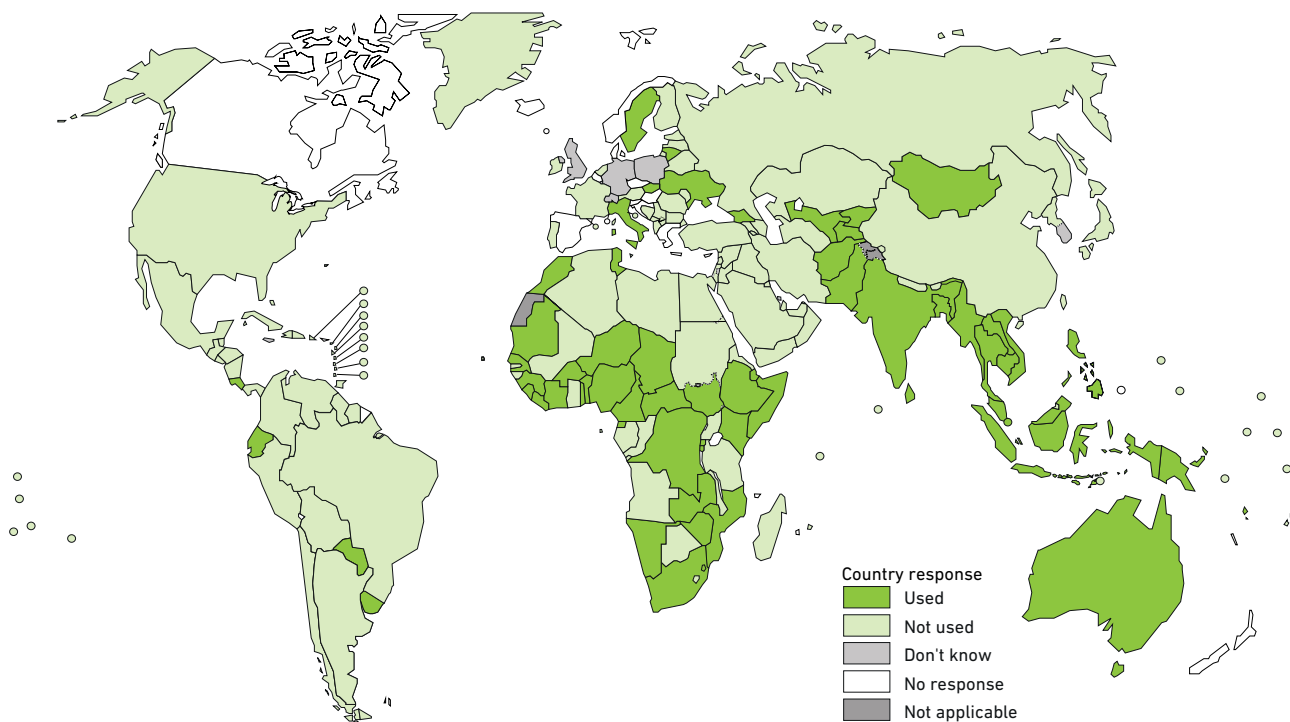 Country response
Used
Not used
Don't know
No response
Not applicable